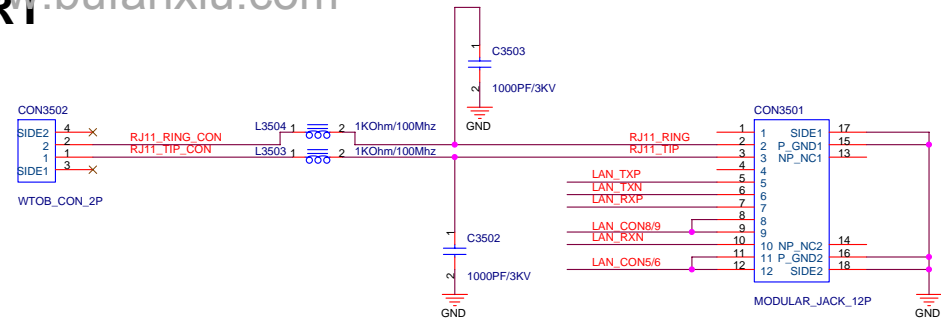 w.bufanxiu.com
RT
C3503
1
2
1000PF/3KV
GND
CON3502
SIDE2 4
2 2
1 1
SIDE1 3
WTOB_CON_2P
RJ11_RING_CON
RJ11_TIP_CON
L3504 1 2 1KOhm/100Mhz
L3503 1 2 1KOhm/100Mhz
C3502
1
2
1000PF/3KV
GND
RJ11_RING
RJ11_TIP
LAN_TXP
LAN_TXN
LAN_RXP
LAN_CON8/9
LAN_RXN
LAN_CON5/6
CON3501
1 1 SIDE1 17
2 2 P_GND1 15
3 3 NP_NC1 13
4 4
5 5
6 6
7 7
8 8
9 9
10 10 NP_NC2 14
11 11 P_GND2 16
12 12 SIDE2 18
MODULAR_JACK_12P
GND